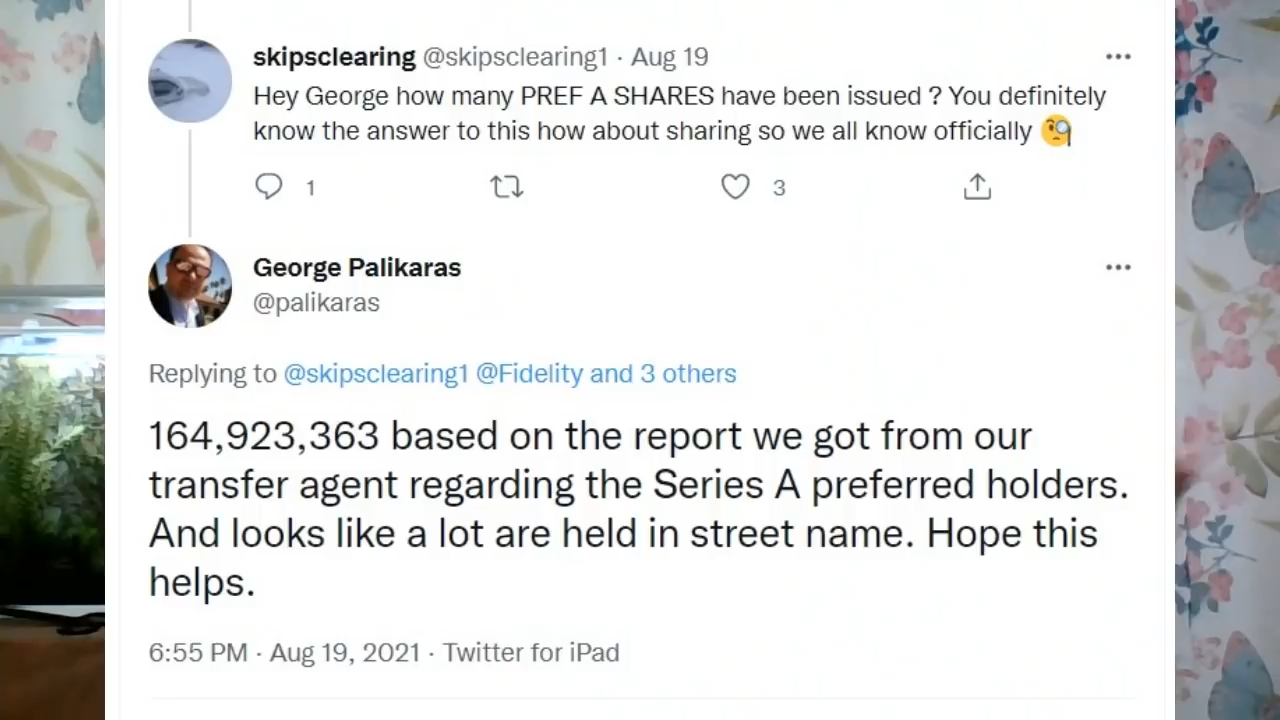 skipsclearing @skipsclearing1 · Aug 19
Hey George how many PREF A SHARES have been issued ? You definitely
know the answer to this how about sharing so we all know officially 🧐
1 3
George Palikaras
@palikaras
Replying to @skipsclearing1 @Fidelity and 3 others
164,923,363 based on the report we got from our
transfer agent regarding the Series A preferred holders.
And looks like a lot are held in street name. Hope this
helps.
6:55 PM · Aug 19, 2021 · Twitter for iPad